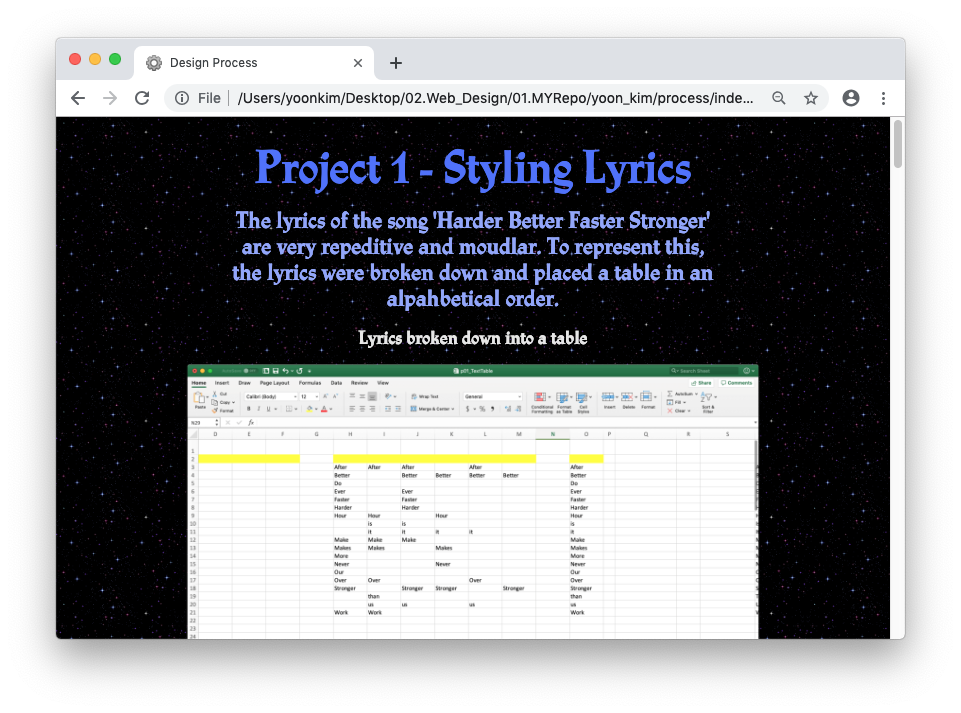 Design Process
File /Users/yoonkim/Desktop/02.Web_Design/01.MYRepo/yoon_kim/process/inde...
Project 1 - Styling Lyrics
The lyrics of the song 'Harder Better Faster Stronger'
are very repeditive and moudlar. To represent this,
the lyrics were broken down and placed a table in an
alpahbetical order.
Lyrics broken down into a table
p01_TextTable
Search Sheet
Home Insert Draw Page Layout Formulas Data Review View Share Comments
Paste Cut Copy Format Calibri (Body) 12 Wrap Text Merge & Center General Conditional Formatting Format as Table Cell Styles Insert Delete Format AutoSum Fill Clear Sort & Filter
N29 fx
D E F G H I J K L M N O P Q R S
1
2
3 After After After After After
4 Better Better Better Better Better Better
5 Do Do
6 Ever Ever Ever
7 Faster Faster Faster
8 Harder Harder Harder
9 Hour Hour Hour Hour
10 is is is
11 it it it it it
12 Make Make Make Make
13 Makes Makes Makes Makes
14 More More
15 Never Never Never
16 Our Our
17 Over Over Over Over
18 Stronger Stronger Stronger Stronger Stronger
19 than than
20 us us us us
21 Work Work Work
22
23
24